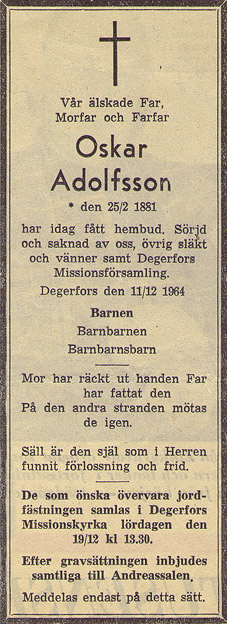 Vår älskade Far,
Morfar och Farfar
Oskar
Adolfsson
* den 25/2 1881
har idag fått hembud. Sörjd
och saknad av oss, övrig släkt
och vänner samt Degerfors
Missionsförsamling.
Degerfors den 11/12 1964
Barnen
Barnbarnen
Barnbarnsbarn
Mor har räckt ut handen Far
har fattat den
På den andra stranden mötas
de igen.
Säll är den själ som i Herren
funnit förlossning och frid.
De som önska övervara jord-
fästningen samlas i Degerfors
Missionskyrka lördagen den
19/12 kl 13.30.
Efter gravsättningen inbjudes
samtliga till Andreassalen.
Meddelas endast på detta sätt.